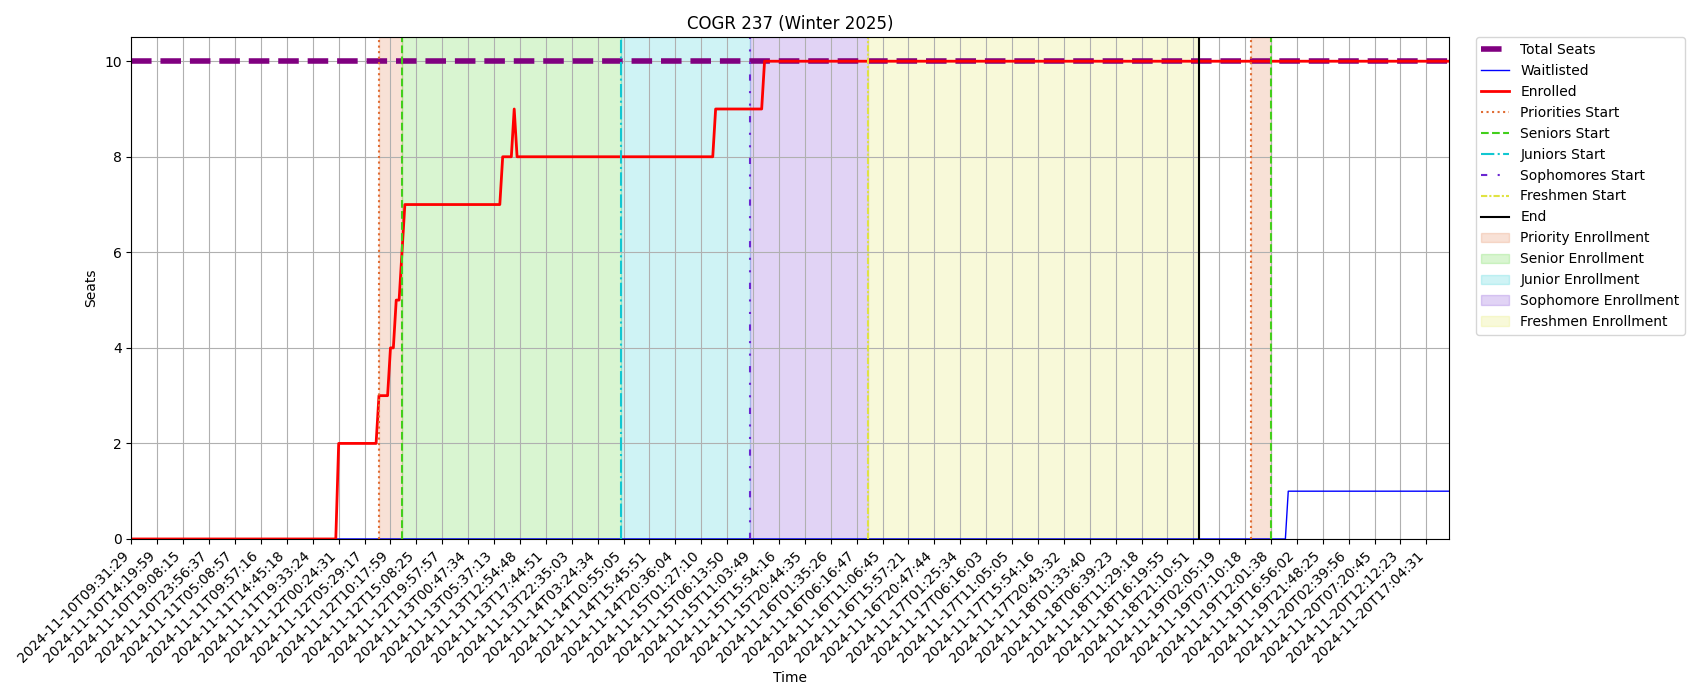 COGR 237 (Winter 2025)
Seats
10
8
6
4
2
0
2024-11-10T09:31:29
2024-11-10T14:19:59
2024-11-10T19:08:15
2024-11-10T23:56:37
2024-11-11T05:08:57
2024-11-11T09:57:16
2024-11-11T14:45:18
2024-11-11T19:33:24
2024-11-12T00:24:31
2024-11-12T05:29:17
2024-11-12T10:17:59
2024-11-12T15:08:25
2024-11-12T19:57:57
2024-11-13T00:47:34
2024-11-13T05:37:13
2024-11-13T12:54:48
2024-11-13T17:44:51
2024-11-13T22:35:03
2024-11-14T03:24:34
2024-11-14T10:55:05
2024-11-14T15:45:51
2024-11-14T20:36:04
2024-11-15T01:27:10
2024-11-15T06:13:50
2024-11-15T11:03:49
2024-11-15T15:54:16
2024-11-15T20:44:35
2024-11-16T01:35:26
2024-11-16T06:16:47
2024-11-16T11:06:45
2024-11-16T15:57:21
2024-11-16T20:47:44
2024-11-17T01:25:34
2024-11-17T06:16:03
2024-11-17T11:05:05
2024-11-17T15:54:16
2024-11-17T20:43:32
2024-11-18T01:33:40
2024-11-18T06:39:23
2024-11-18T11:29:18
2024-11-18T16:19:55
2024-11-18T21:10:51
2024-11-19T02:05:19
2024-11-19T07:10:18
2024-11-19T12:01:38
2024-11-19T16:56:02
2024-11-19T21:48:25
2024-11-20T02:39:56
2024-11-20T07:20:45
2024-11-20T12:12:23
2024-11-20T17:04:31
Time
Total Seats
Waitlisted
Enrolled
Priorities Start
Seniors Start
Juniors Start
Sophomores Start
Freshmen Start
End
Priority Enrollment
Senior Enrollment
Junior Enrollment
Sophomore Enrollment
Freshmen Enrollment